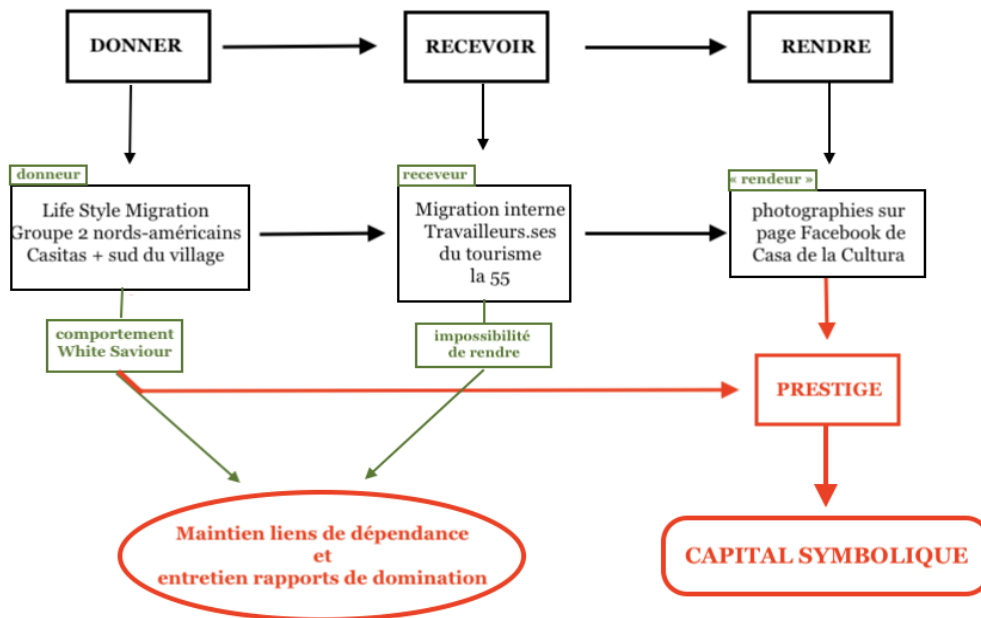 DONNER
RECEVOIR
RENDRE
donneur
Life Style Migration
Groupe 2 nords-américains
Casitas + sud du village
receveur
Migration interne
Travailleurs.ses
du tourisme
la 55
« rendeur »
photographies sur
page Facebook de
Casa de la Cultura
comportement
White Saviour
impossibilité
de rendre
PRESTIGE
Maintien liens de dépendance
et
entretien rapports de domination
CAPITAL SYMBOLIQUE